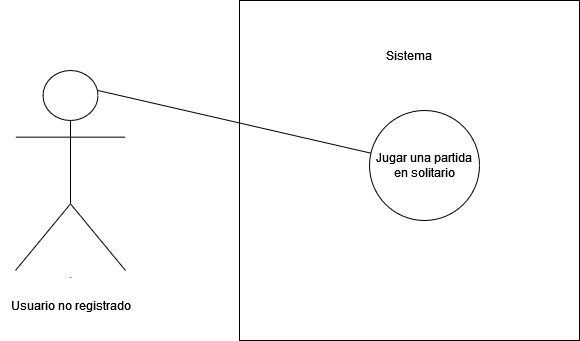 Sistema
Jugar una partida
en solitario
Usuario no registrado